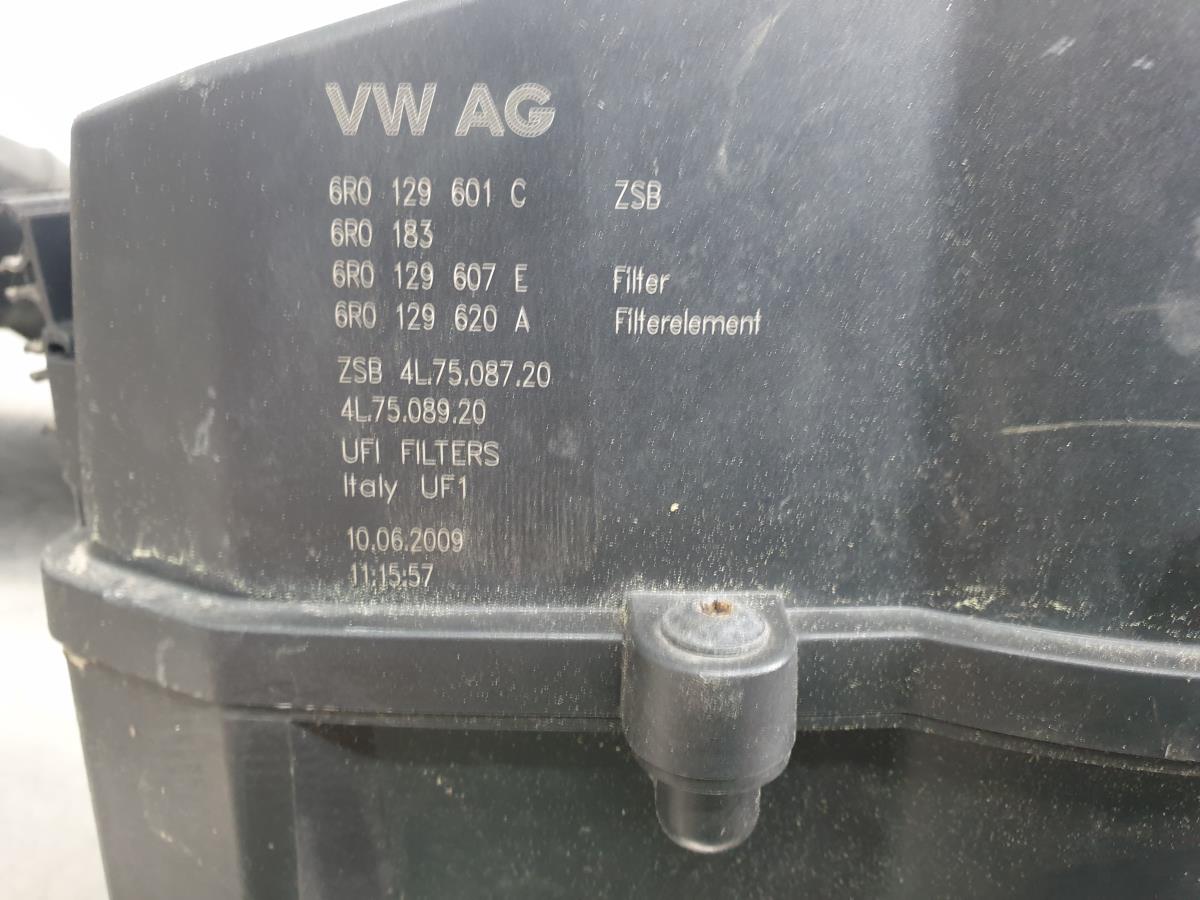 VW AG
6R0 129 601 C ZSB
6R0 183
6R0 129 607 E Filter
6R0 129 620 A Filterelement
ZSB 4L.75.087.20
4L.75.089.20
UFI FILTERS
Italy UF1
10.06.2009
11:15:57